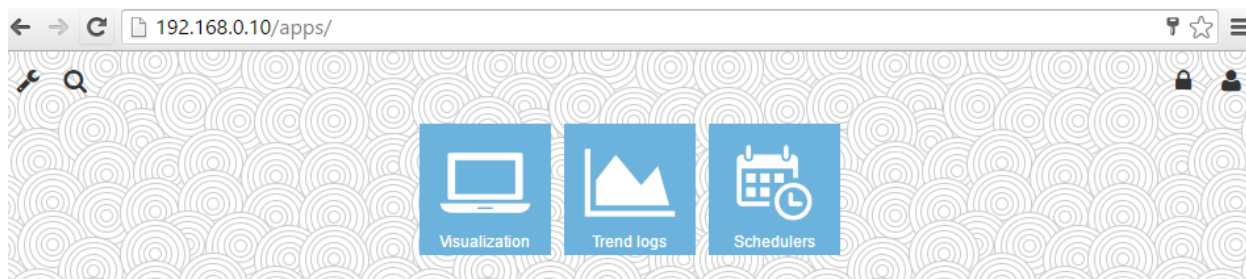 192.168.0.10/apps/
Visualization
Trend logs
Schedulers